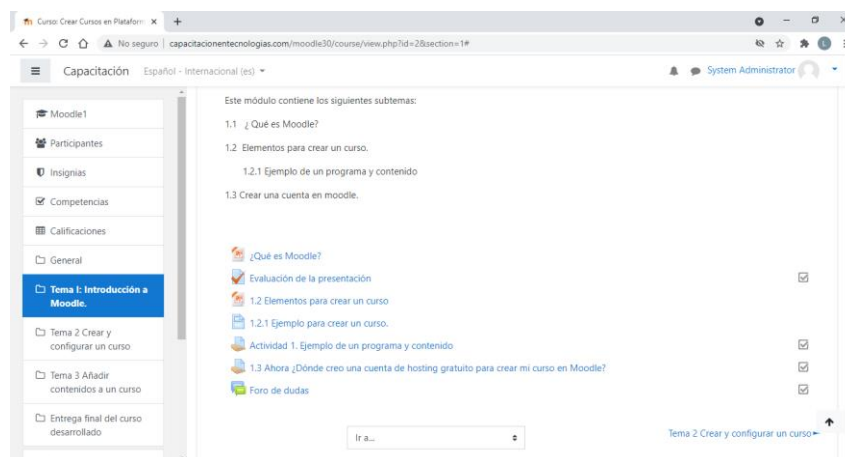 Curso: Crear Cursos en Plataform
No seguro | capacitacionentecnologias.com/moodle30/course/view.php?id=2&section=1#
Capacitación Español - Internacional (es)
System Administrator
Moodle1
Participantes
Insignias
Competencias
Calificaciones
General
Tema I: Introducción a
Moodle.
Tema 2 Crear y
configurar un curso
Tema 3 Añadir
contenidos a un curso
Entrega final del curso
desarrollado
Este módulo contiene los siguientes subtemas:
1.1 ¿ Qué es Moodle?
1.2 Elementos para crear un curso.
1.2.1 Ejemplo de un programa y contenido
1.3 Crear una cuenta en moodle.
¿Qué es Moodle?
Evaluación de la presentación
1.2 Elementos para crear un curso
1.2.1 Ejemplo para crear un curso.
Actividad 1. Ejemplo de un programa y contenido
1.3 Ahora ¿Dónde creo una cuenta de hosting gratuito para crear mi curso en Moodle?
Foro de dudas
Ir a...
Tema 2 Crear y configurar un curso